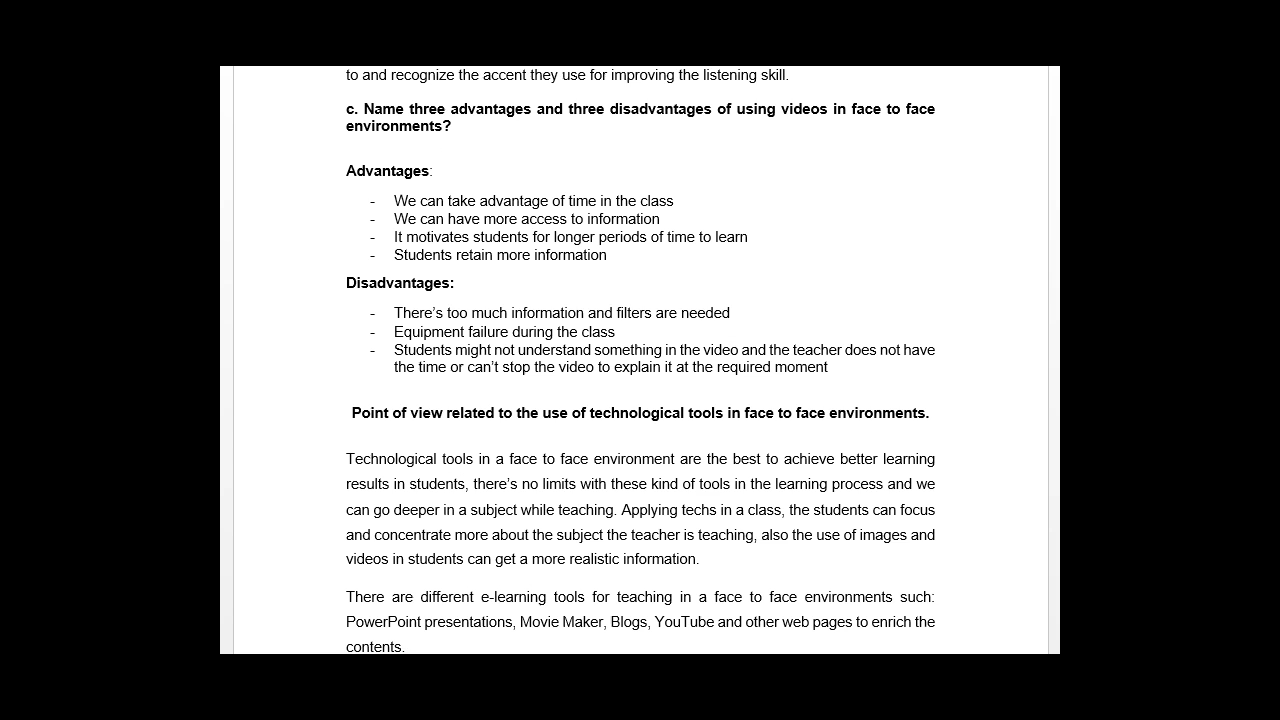 to and recognize the accent they use for improving the listening skill.
c. Name three advantages and three disadvantages of using videos in face to face
environments?
Advantages:
- We can take advantage of time in the class
- We can have more access to information
- It motivates students for longer periods of time to learn
- Students retain more information
Disadvantages:
- There's too much information and filters are needed
- Equipment failure during the class
- Students might not understand something in the video and the teacher does not have
the time or can't stop the video to explain it at the required moment
Point of view related to the use of technological tools in face to face environments.
Technological tools in a face to face environment are the best to achieve better learning
results in students, there's no limits with these kind of tools in the learning process and we
can go deeper in a subject while teaching. Applying techs in a class, the students can focus
and concentrate more about the subject the teacher is teaching, also the use of images and
videos in students can get a more realistic information.
There are different e-learning tools for teaching in a face to face environments such:
PowerPoint presentations, Movie Maker, Blogs, YouTube and other web pages to enrich the
contents.